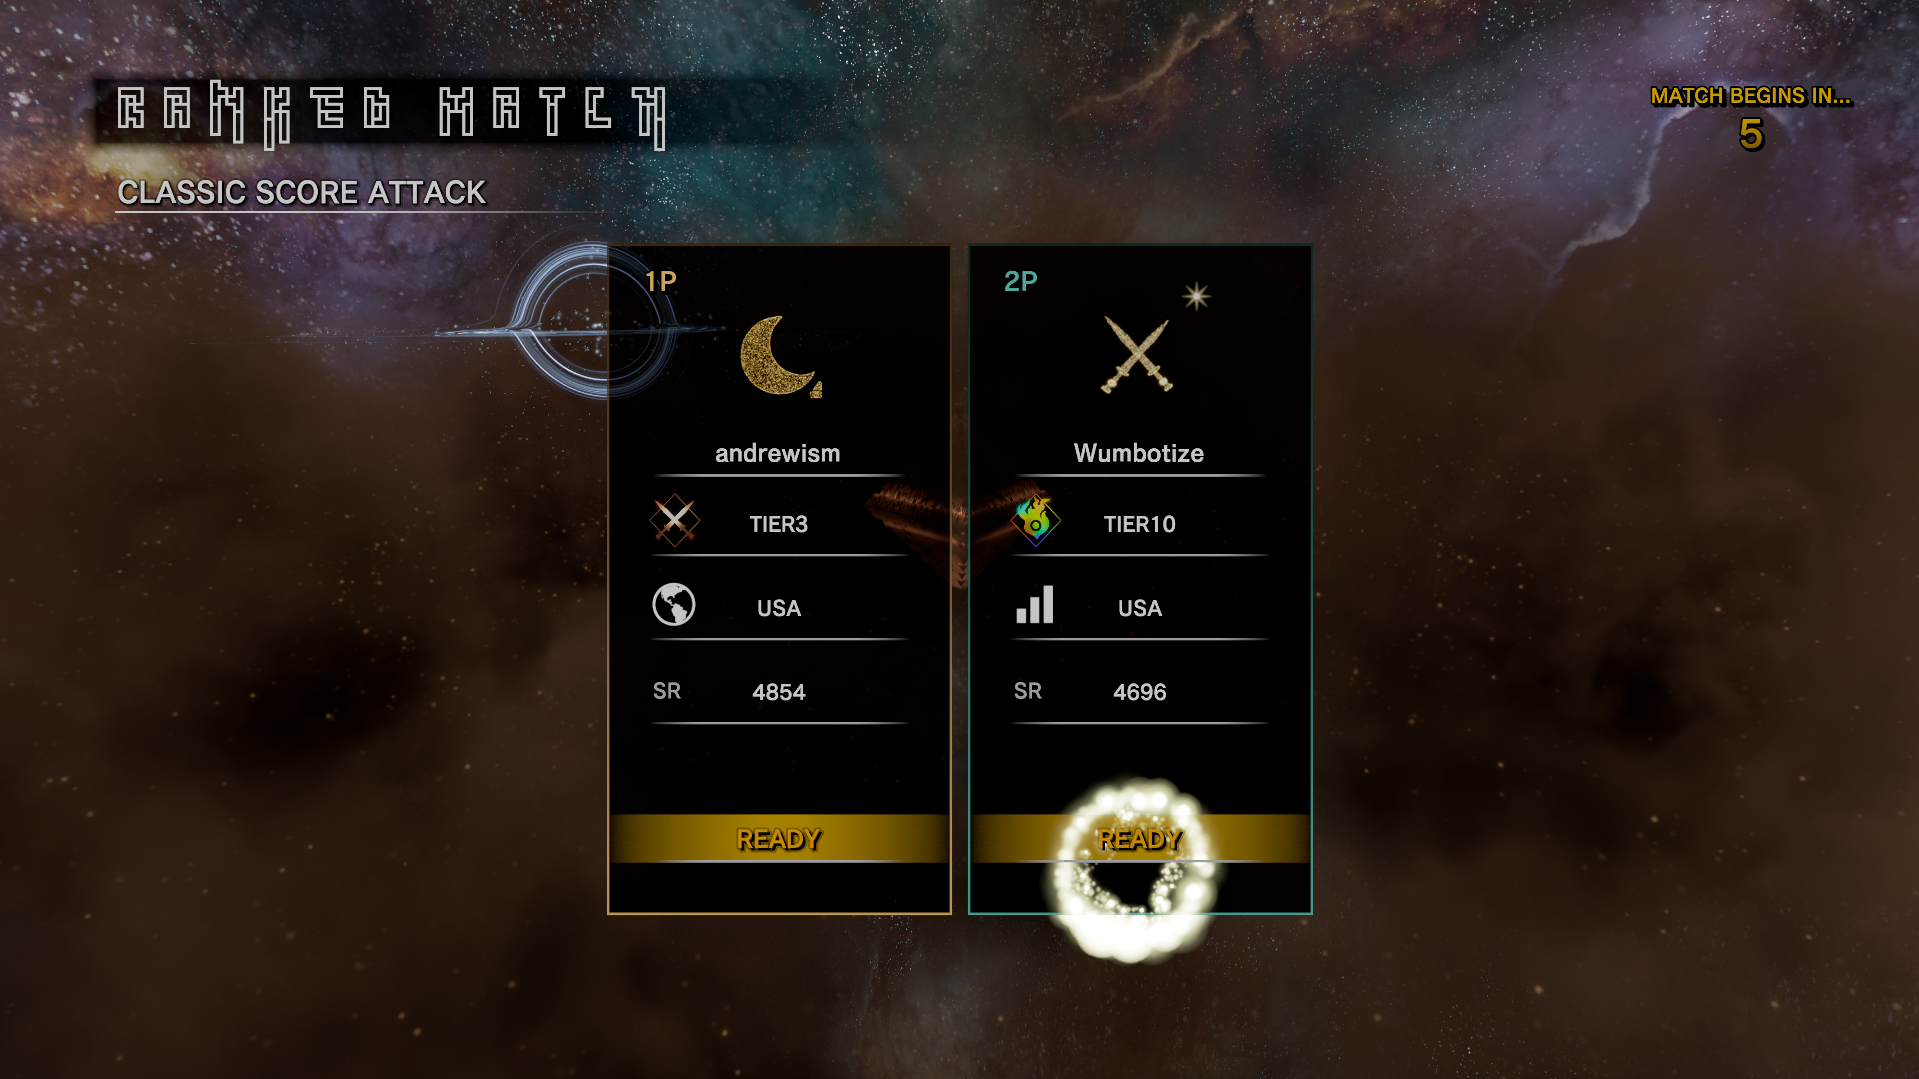 RANKED MATCH
MATCH BEGINS IN...
5
CLASSIC SCORE ATTACK
1P
andrewism
TIER3
USA
SR 4854
READY
2P
Wumbotize
TIER10
USA
SR 4696
READY